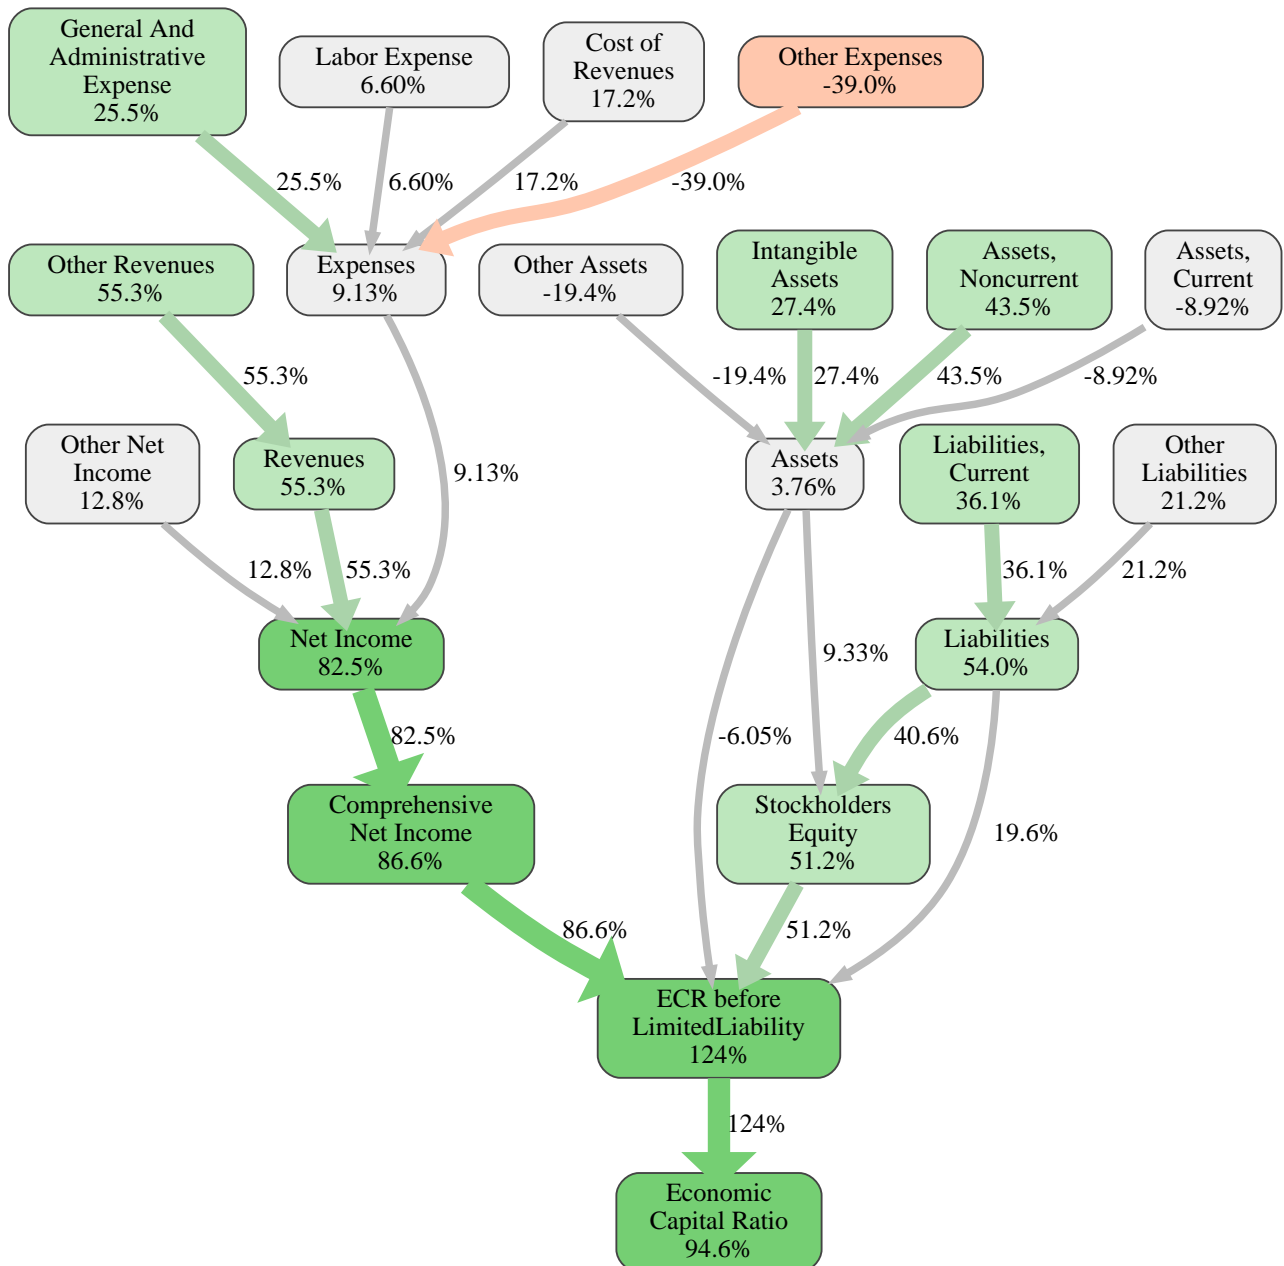 General And
Administrative
Expense
25.5%
Labor Expense
6.60%
Cost of
Revenues
17.2%
Other Expenses
-39.0%
25.5%
6.60%
17.2%
-39.0%
Other Revenues
55.3%
Expenses
9.13%
Other Assets
-19.4%
Intangible
Assets
27.4%
Assets,
Noncurrent
43.5%
Assets,
Current
-8.92%
55.3%
-19.4%
27.4%
43.5%
-8.92%
Other Net
Income
12.8%
Revenues
55.3%
9.13%
Assets
3.76%
Liabilities,
Current
36.1%
Other
Liabilities
21.2%
12.8%
55.3%
36.1%
21.2%
Net Income
82.5%
9.33%
Liabilities
54.0%
82.5%
-6.05%
40.6%
Comprehensive
Net Income
86.6%
Stockholders
Equity
51.2%
19.6%
86.6%
51.2%
ECR before
LimitedLiability
124%
124%
Economic
Capital Ratio
94.6%